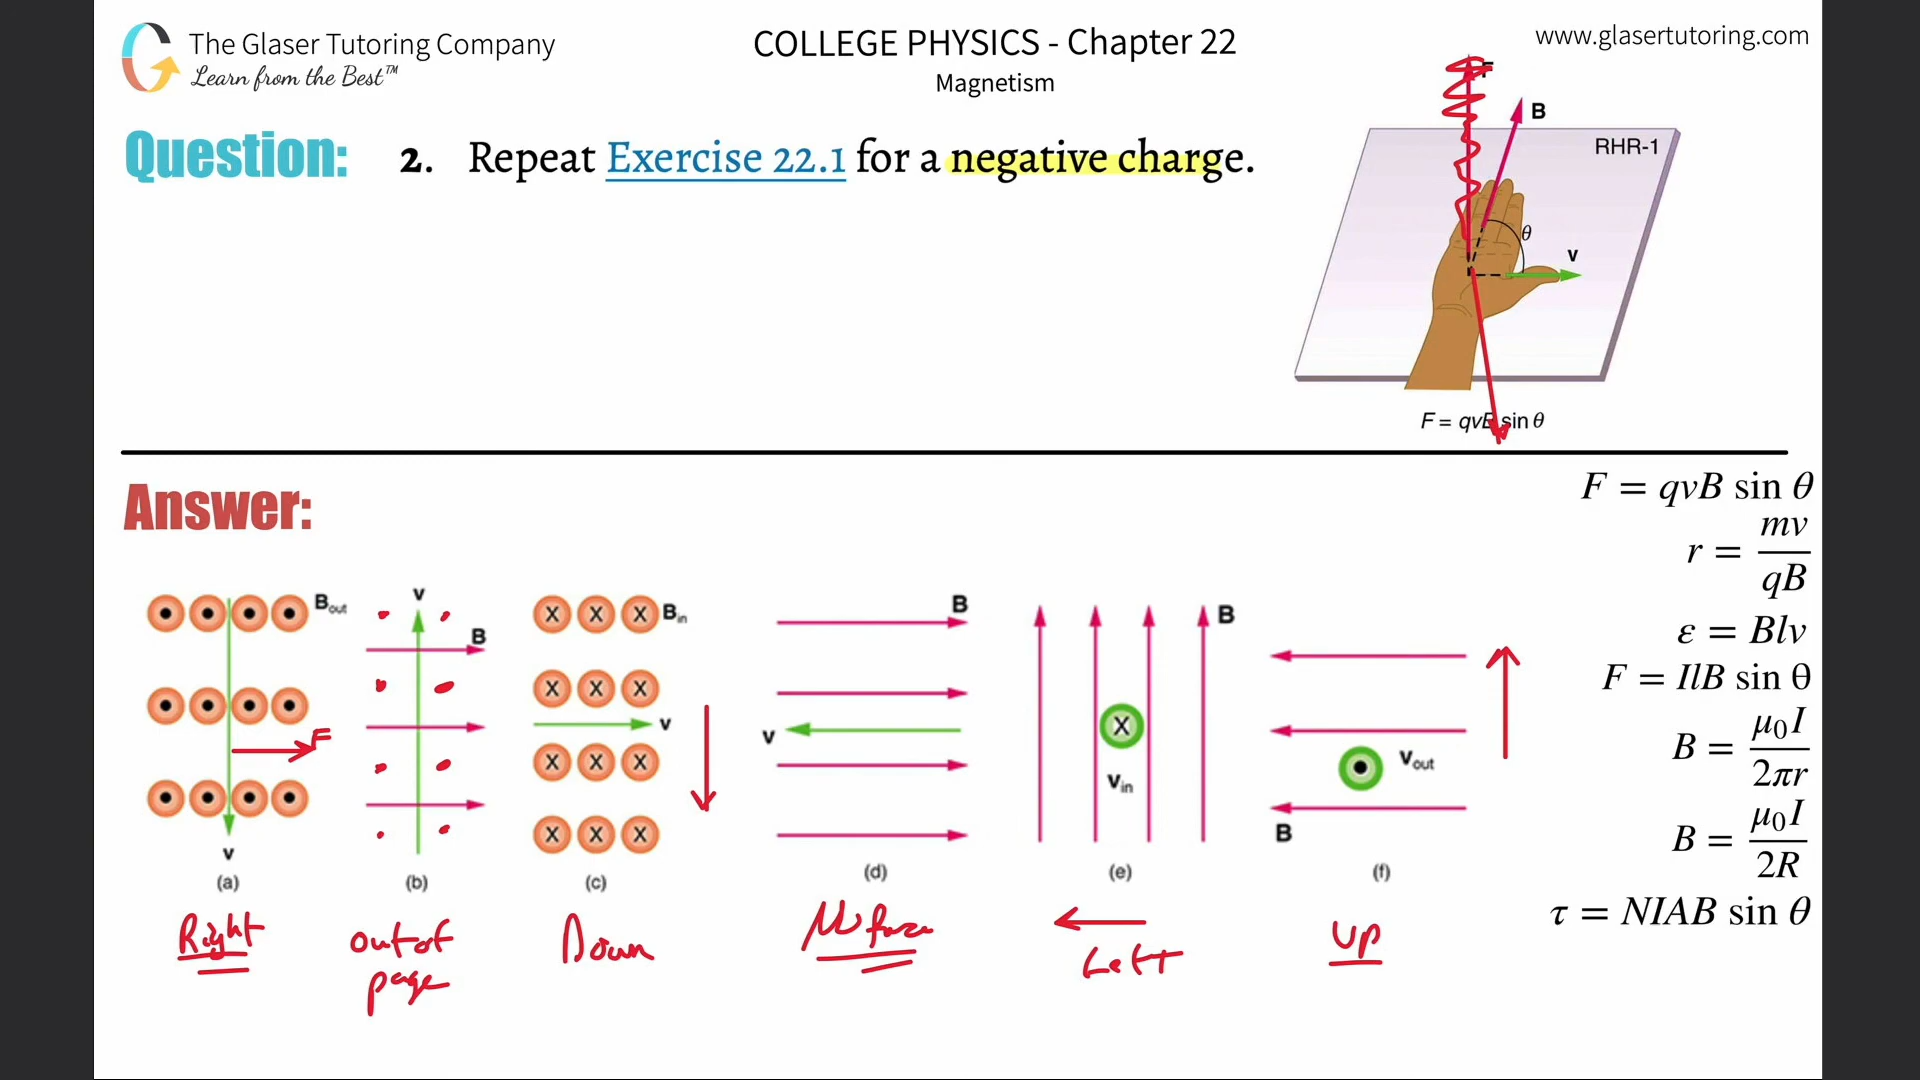 The Glaser Tutoring Company
Learn from the Best™
COLLEGE PHYSICS - Chapter 22
Magnetism
www.glasertutoring.com
Question:
2. Repeat Exercise 22.1 for a negative charge.
F
B
RHR-1
θ
v
F = qvB sin θ
Answer:
F = qvB sin θ
r = mv / qB
ε = Blv
F = IlB sin θ
B = μ₀I / 2πr
B = μ₀I / 2R
τ = NIAB sin θ
Bout
F
v
(a)
v
B
(b)
X X X Bin
X X X
v
X X X
X X X
(c)
B
v
(d)
B
X
vin
(e)
vout
B
(f)
Right
out of
page
Down
No force
Left
Up